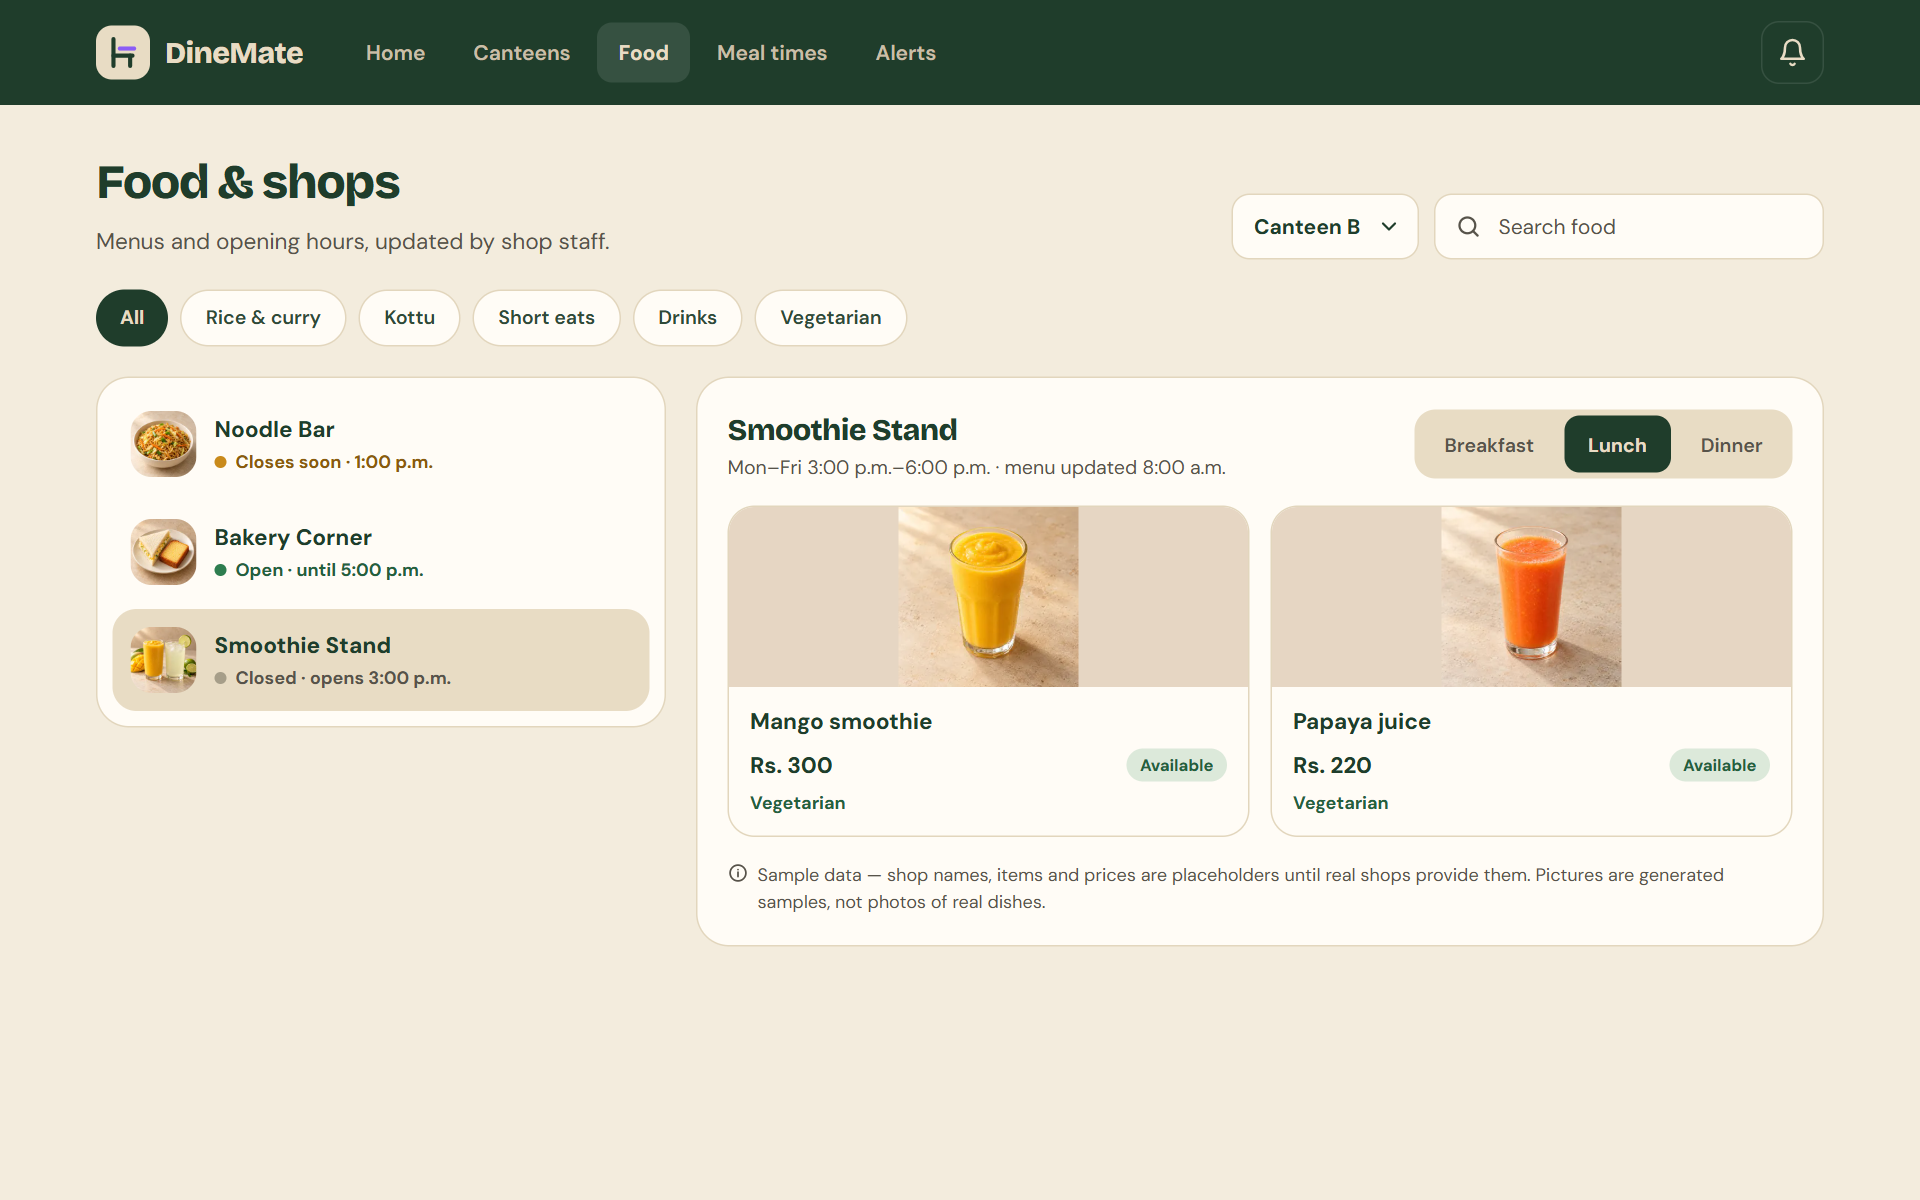 DineMate
Home
Canteens
Food
Meal times
Alerts
Food & shops
Menus and opening hours, updated by shop staff.
Canteen B
Search food
All
Rice & curry
Kottu
Short eats
Drinks
Vegetarian
Noodle Bar
Closes soon · 1:00 p.m.
Bakery Corner
Open · until 5:00 p.m.
Smoothie Stand
Closed · opens 3:00 p.m.
Smoothie Stand
Mon–Fri 3:00 p.m.–6:00 p.m. · menu updated 8:00 a.m.
Breakfast
Lunch
Dinner
Mango smoothie
Rs. 300
Available
Vegetarian
Papaya juice
Rs. 220
Available
Vegetarian
Sample data — shop names, items and prices are placeholders until real shops provide them. Pictures are generated
samples, not photos of real dishes.